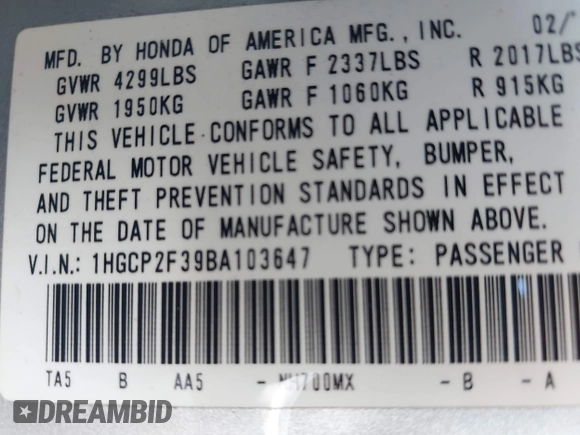 MFD. BY HONDA OF AMERICA MFG., INC. 02/
GVWR 4299LBS GAWR F 2337LBS R 2017LBS
GVWR 1950KG GAWR F 1060KG R 915KG
THIS VEHICLE CONFORMS TO ALL APPLICABLE
FEDERAL MOTOR VEHICLE SAFETY, BUMPER,
AND THEFT PREVENTION STANDARDS IN EFFECT
ON THE DATE OF MANUFACTURE SHOWN ABOVE.
V.I.N.: 1HGCP2F39BA103647 TYPE: PASSENGER
TA5 B AA5 - NH700MX - B - A
DREAMBID